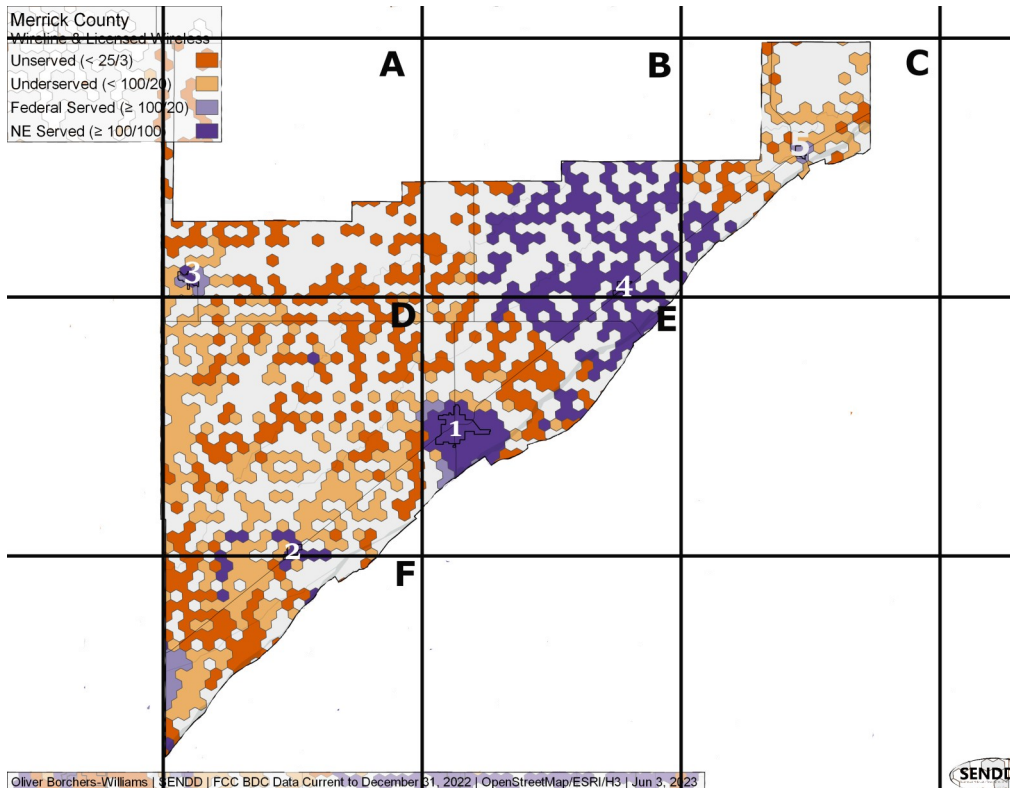 Merrick County
Wireline & Licensed Wireless
Unserved (< 25/3)
Underserved (< 100/20)
Federal Served (≥ 100/20)
NE Served (≥ 100/100)
A
B
C
5
3
4
D
E
1
2
F
Oliver Borchers-Williams | SENDD | FCC BDC Data Current to December 31, 2022 | OpenStreetMap/ESRI/H3 | Jun 3, 2023
SENDD